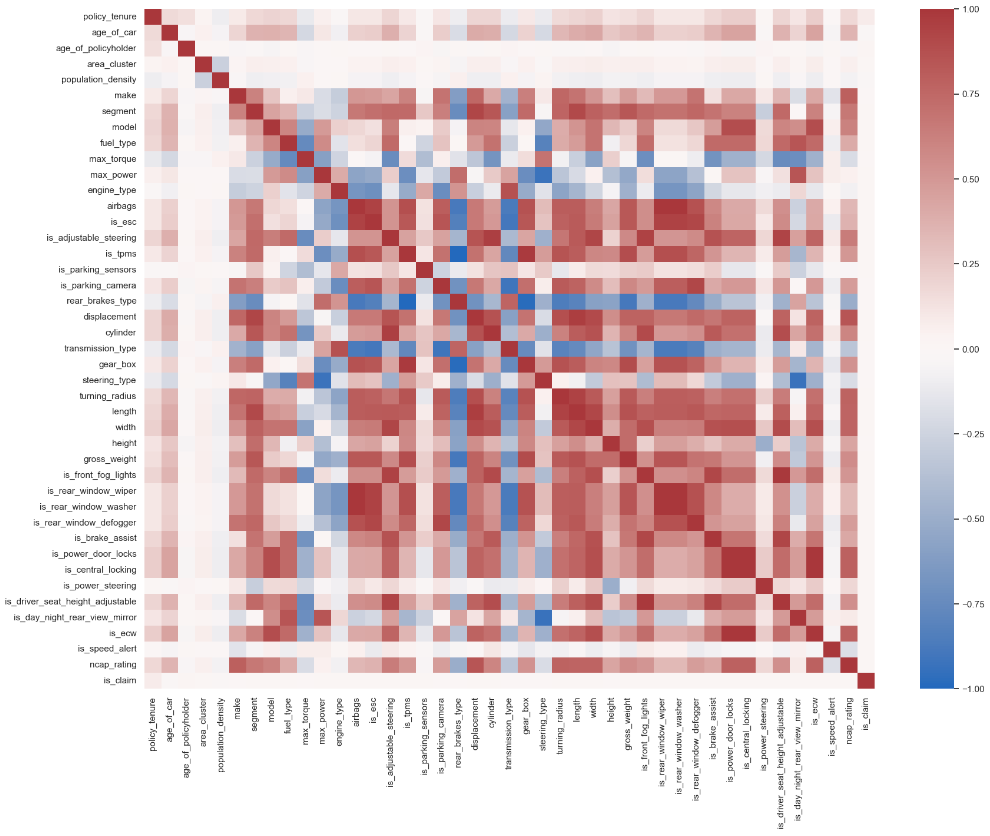 policy_tenure
age_of_car
age_of_policyholder
area_cluster
population_density
make
segment
model
fuel_type
max_torque
max_power
engine_type
airbags
is_esc
is_adjustable_steering
is_tpms
is_parking_sensors
is_parking_camera
rear_brakes_type
displacement
cylinder
transmission_type
gear_box
steering_type
turning_radius
length
width
height
gross_weight
is_front_fog_lights
is_rear_window_wiper
is_rear_window_washer
is_rear_window_defogger
is_brake_assist
is_power_door_locks
is_central_locking
is_power_steering
is_driver_seat_height_adjustable
is_day_night_rear_view_mirror
is_ecw
is_speed_alert
ncap_rating
is_claim
policy_tenure
age_of_car
age_of_policyholder
area_cluster
population_density
make
segment
model
fuel_type
max_torque
max_power
engine_type
airbags
is_esc
is_adjustable_steering
is_tpms
is_parking_sensors
is_parking_camera
rear_brakes_type
displacement
cylinder
transmission_type
gear_box
steering_type
turning_radius
length
width
height
gross_weight
is_front_fog_lights
is_rear_window_wiper
is_rear_window_washer
is_rear_window_defogger
is_brake_assist
is_power_door_locks
is_central_locking
is_power_steering
is_driver_seat_height_adjustable
is_day_night_rear_view_mirror
is_ecw
is_speed_alert
ncap_rating
is_claim
1.00
0.75
0.50
0.25
0.00
−0.25
−0.50
−0.75
−1.00